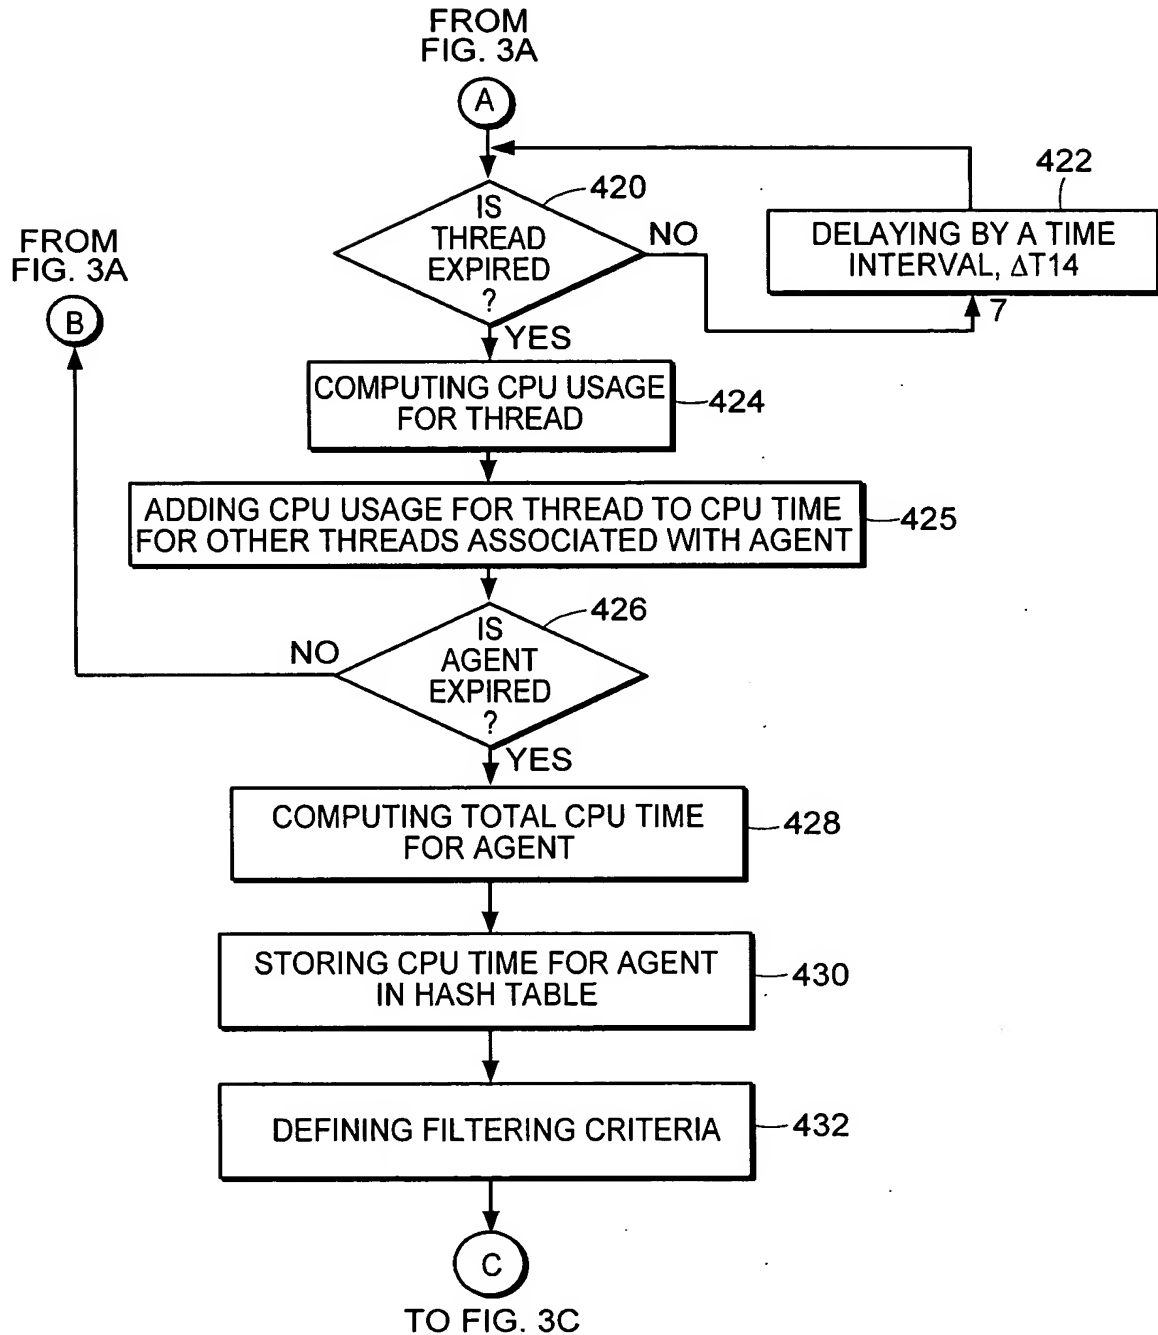 FROM
FIG. 3A
A
420
IS
THREAD
EXPIRED
?
NO
422
DELAYING BY A TIME
INTERVAL, ΔT14
7
FROM
FIG. 3A
B
YES
COMPUTING CPU USAGE
FOR THREAD
424
ADDING CPU USAGE FOR THREAD TO CPU TIME
FOR OTHER THREADS ASSOCIATED WITH AGENT
425
426
IS
AGENT
EXPIRED
?
NO
YES
COMPUTING TOTAL CPU TIME
FOR AGENT
428
STORING CPU TIME FOR AGENT
IN HASH TABLE
430
DEFINING FILTERING CRITERIA
432
C
TO FIG. 3C